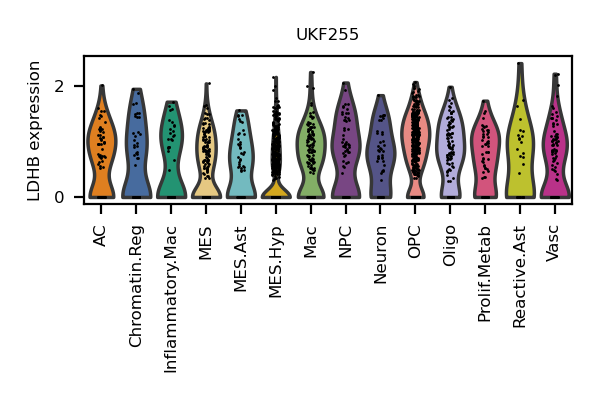 UKF255
LDHB expression
2
0
AC
Chromatin.Reg
Inflammatory.Mac
MES
MES.Ast
MES.Hyp
Mac
NPC
Neuron
OPC
Oligo
Prolif.Metab
Reactive.Ast
Vasc